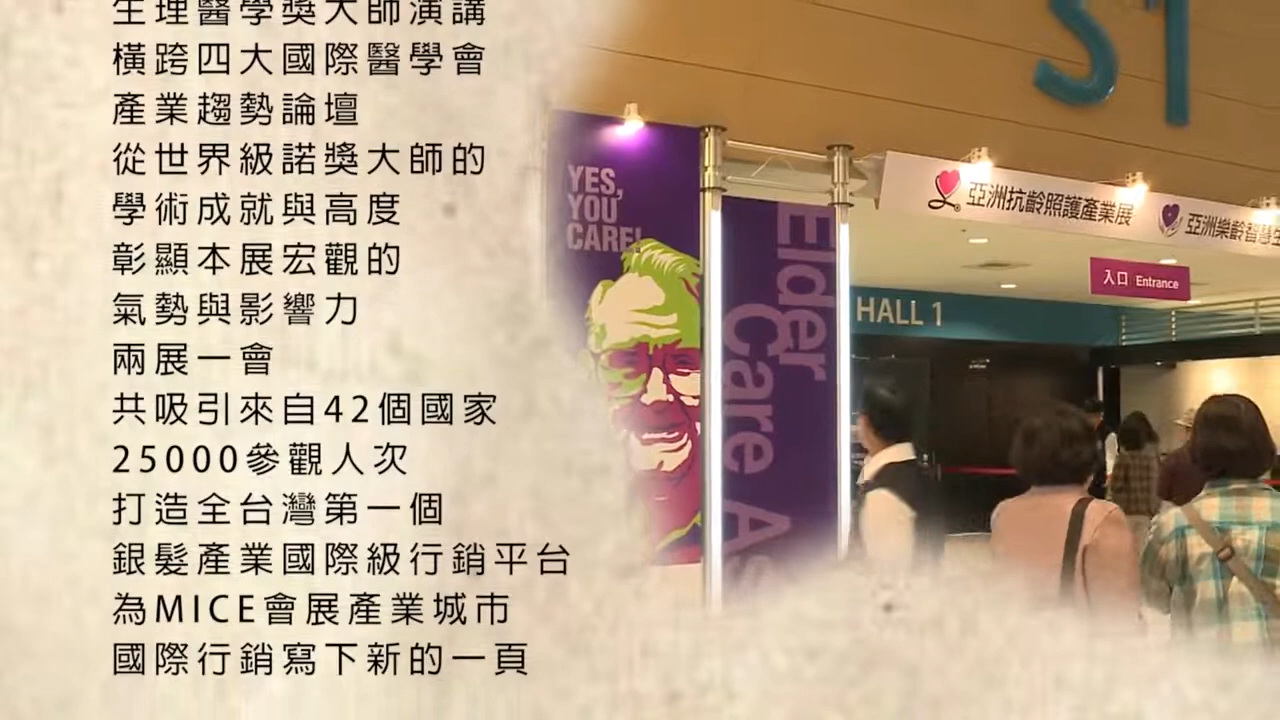 生理醫學獎大師演講
橫跨四大國際醫學會
產業趨勢論壇
從世界級諾獎大師的
學術成就與高度
彰顯本展宏觀的
氣勢與影響力
兩展一會
共吸引來自42個國家
25000參觀人次
打造全台灣第一個
銀髮產業國際級行銷平台
為MICE會展產業城市
國際行銷寫下新的一頁
YES,
YOU
CARE!
Elder
Care As
亞洲抗齡照護產業展
亞洲樂齡智慧
入口 Entrance
HALL 1